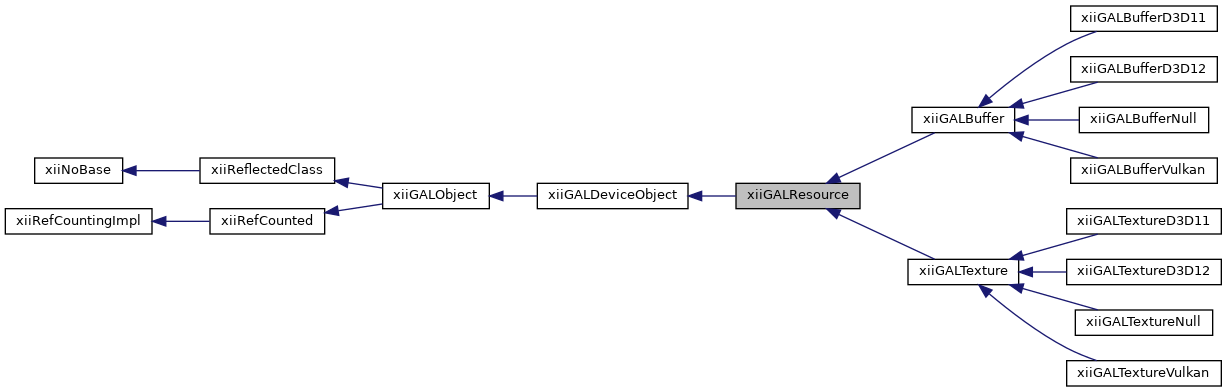 xiiGALBufferD3D11
xiiGALBufferD3D12
xiiGALBuffer
xiiGALBufferNull
xiiNoBase
xiiReflectedClass
xiiGALBufferVulkan
xiiGALObject
xiiGALDeviceObject
xiiGALResource
xiiRefCountingImpl
xiiRefCounted
xiiGALTextureD3D11
xiiGALTexture
xiiGALTextureD3D12
xiiGALTextureNull
xiiGALTextureVulkan